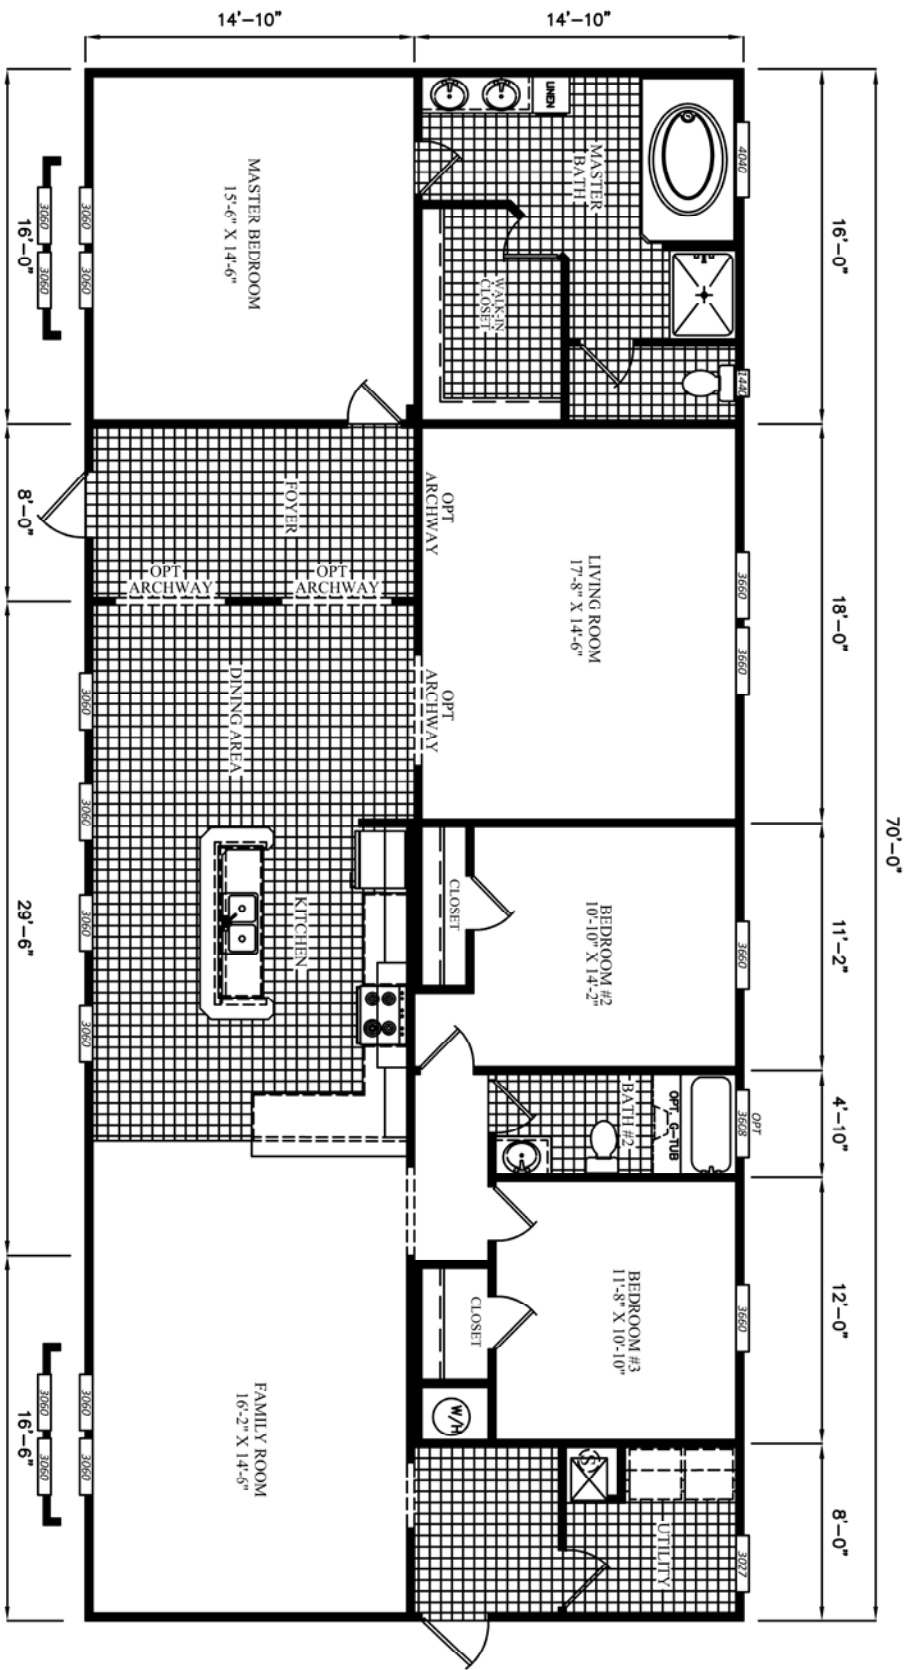 14'-10"
14'-10"
70'-0"
16'-0"
18'-0"
11'-2"
4'-10"
12'-0"
8'-0"
4040
1440
3660
3660
3660
OPT
3608
3660
3027
LINEN
MASTER
BATH
WALK-IN
CLOSET
MASTER BEDROOM
15'-6" X 14'-6"
OPT
ARCHWAY
LIVING ROOM
17'-8" X 14'-6"
OPT
ARCHWAY
FOYER
OPT
ARCHWAY
OPT
ARCHWAY
DINING AREA
KITCHEN
CLOSET
BEDROOM #2
10'-10" X 14'-2"
BATH #2
OPT. G-TUB
BEDROOM #3
11'-8" X 10'-10"
CLOSET
W/H
FAMILY ROOM
16'-2" X 14'-6"
(S)
UTILITY
3060
3060
3060
3060
3060
3060
3060
3060
3060
3060
3060
3060
16'-0"
8'-0"
29'-6"
16'-6"